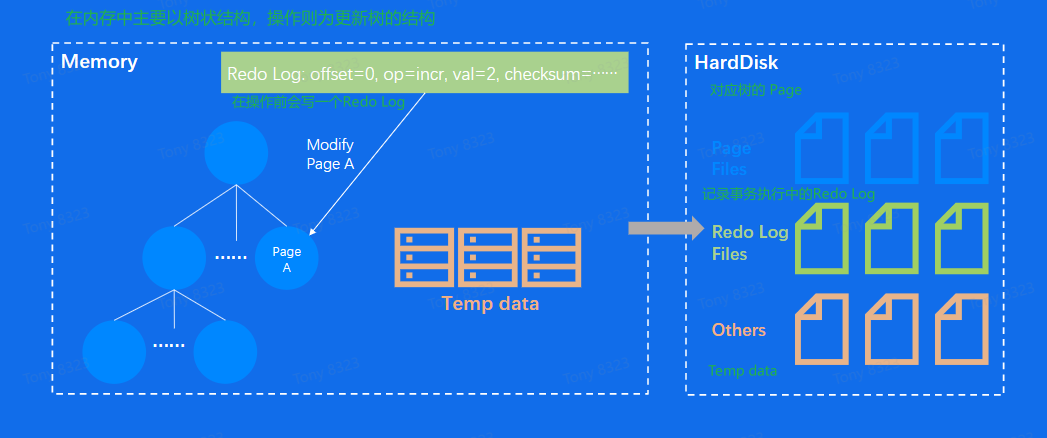 在内存中主要以树状结构，操作则为更新树的结构
Memory
Redo Log: offset=0, op=incr, val=2, checksum=……
在操作前会写一个Redo Log
Modify
Page A
……
Page
A
……
Temp data
HardDisk
对应树的 Page
Page
Files
记录事务执行中的Redo Log
Redo Log
Files
Others
Temp data
Tony 8323